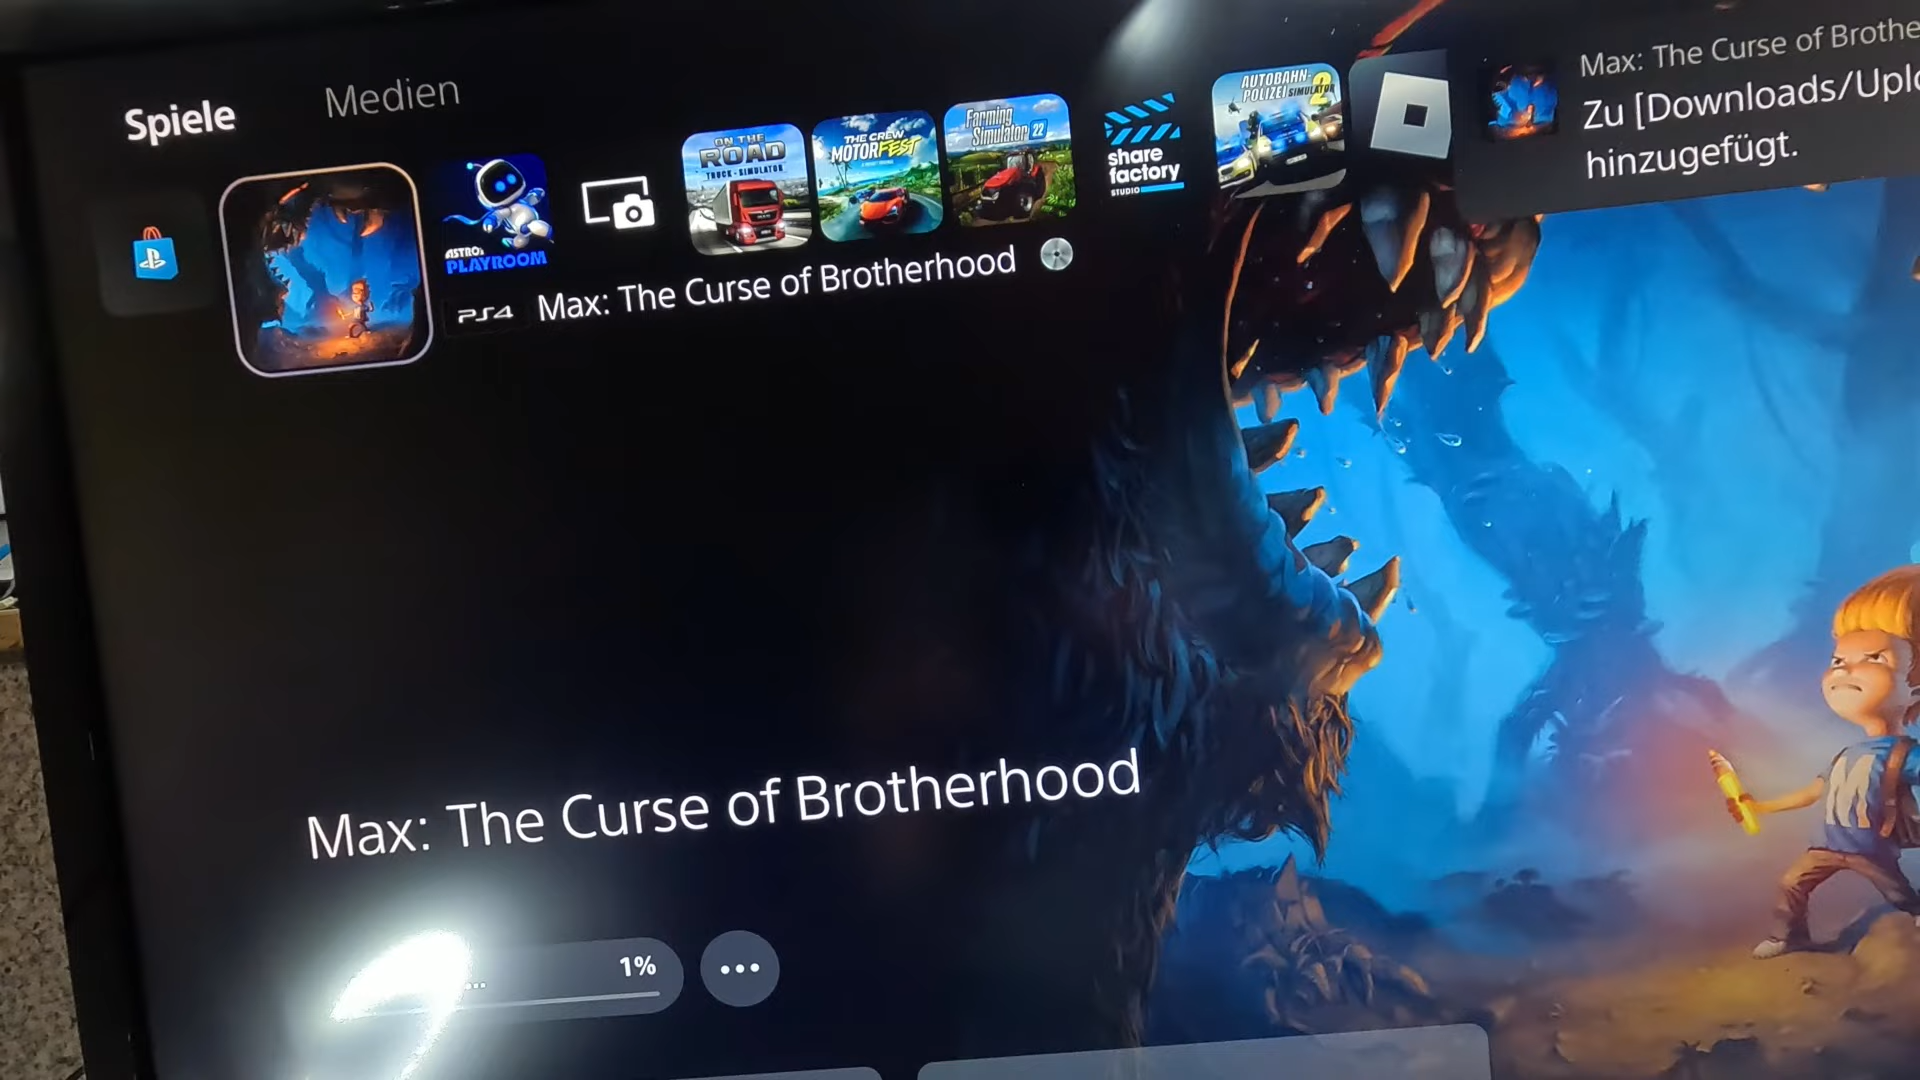 Spiele
Medien
ASTRO's
PLAYROOM
ON THE
ROAD
TRUCK - SIMULATOR
THE CREW
MOTORFEST
Farming
Simulator 22
share
factory
STUDIO
AUTOBAHN-
POLIZEI SIMULATOR
2
Max: The Curse of Brothe
Zu [Downloads/Uplo
hinzugefügt.
PS4 Max: The Curse of Brotherhood
Max: The Curse of Brotherhood
... 1%
M